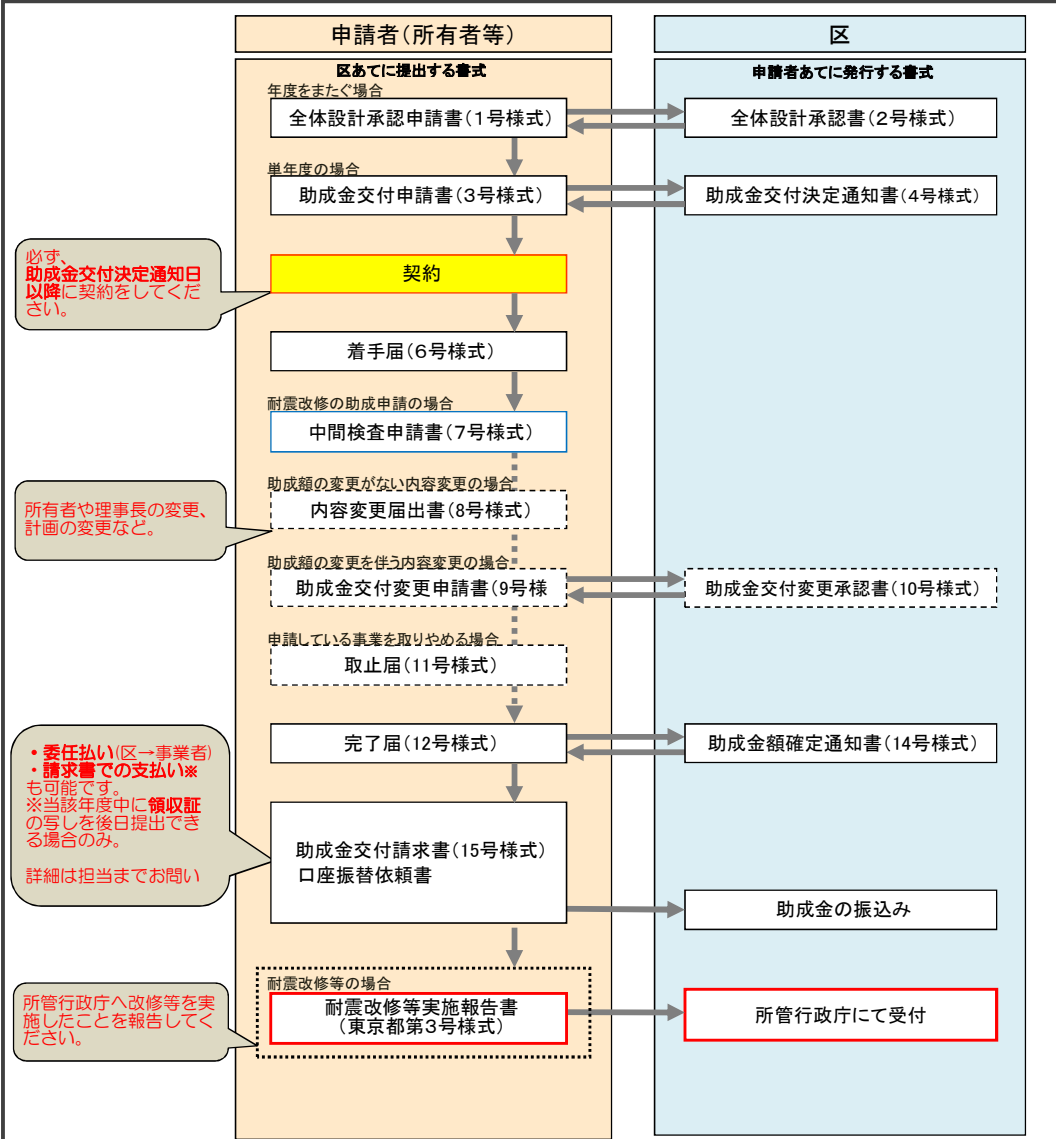 申請者(所有者等)
区
区あてに提出する書式
申請者あてに発行する書式
年度をまたぐ場合
全体設計承認申請書(1号様式)
全体設計承認書(2号様式)
単年度の場合
助成金交付申請書(3号様式)
助成金交付決定通知書(4号様式)
必ず、
助成金交付決定通知日
以降に契約をしてくだ
さい。
契約
着手届(6号様式)
耐震改修の助成申請の場合
中間検査申請書(7号様式)
助成額の変更がない内容変更の場合
内容変更届出書(8号様式)
所有者や理事長の変更、
計画の変更など。
助成額の変更を伴う内容変更の場合
助成金交付変更申請書(9号様
助成金交付変更承認書(10号様式)
申請している事業を取りやめる場合
取止届(11号様式)
完了届(12号様式)
助成金額確定通知書(14号様式)
・委任払い(区→事業者)
・請求書での支払い※
も可能です。
※当該年度中に領収証
の写しを後日提出でき
る場合のみ。
詳細は担当までお問い
助成金交付請求書(15号様式)
口座振替依頼書
助成金の振込み
耐震改修等の場合
耐震改修等実施報告書
(東京都第3号様式)
所管行政庁にて受付
所管行政庁へ改修等を実
施したことを報告してく
ださい。